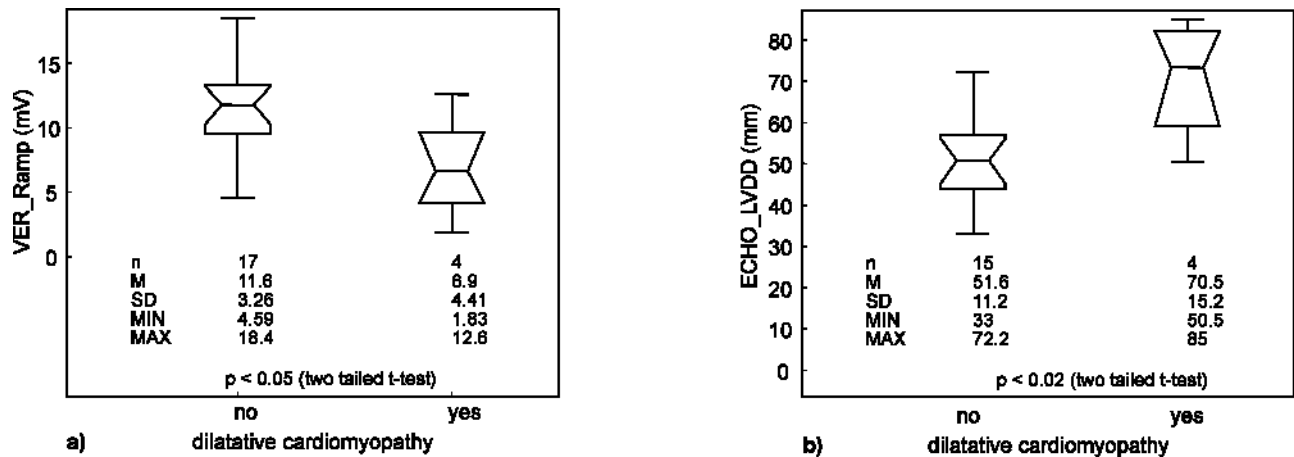 VER_Ramp (mV)
15
10
5
0
n 17 4
M 11.6 6.9
SD 3.26 4.41
MIN 4.59 1.83
MAX 18.4 12.6
p < 0.05 (two tailed t-test)
no yes
a) dilatative cardiomyopathy
ECHO_LVDD (mm)
80
70
60
50
40
30
20
10
0
n 15 4
M 51.6 70.5
SD 11.2 15.2
MIN 33 50.5
MAX 72.2 85
p < 0.02 (two tailed t-test)
no yes
b) dilatative cardiomyopathy